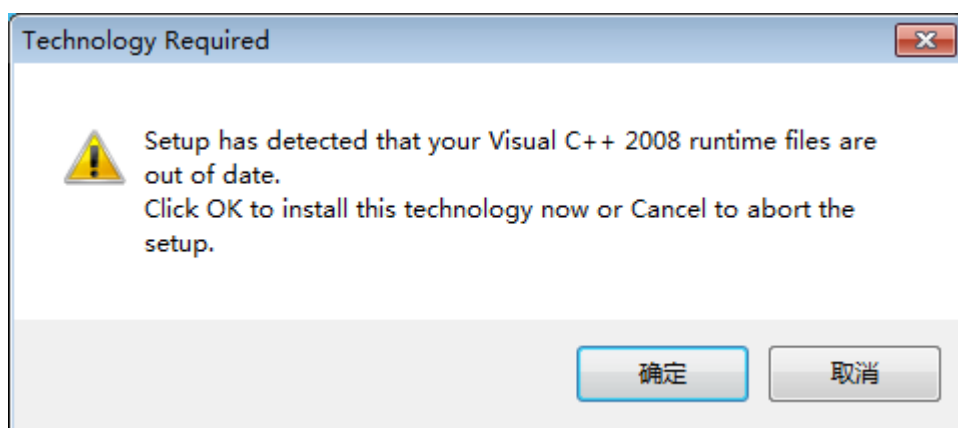 Technology Required
Setup has detected that your Visual C++ 2008 runtime files are
out of date.
Click OK to install this technology now or Cancel to abort the
setup.
确定
取消